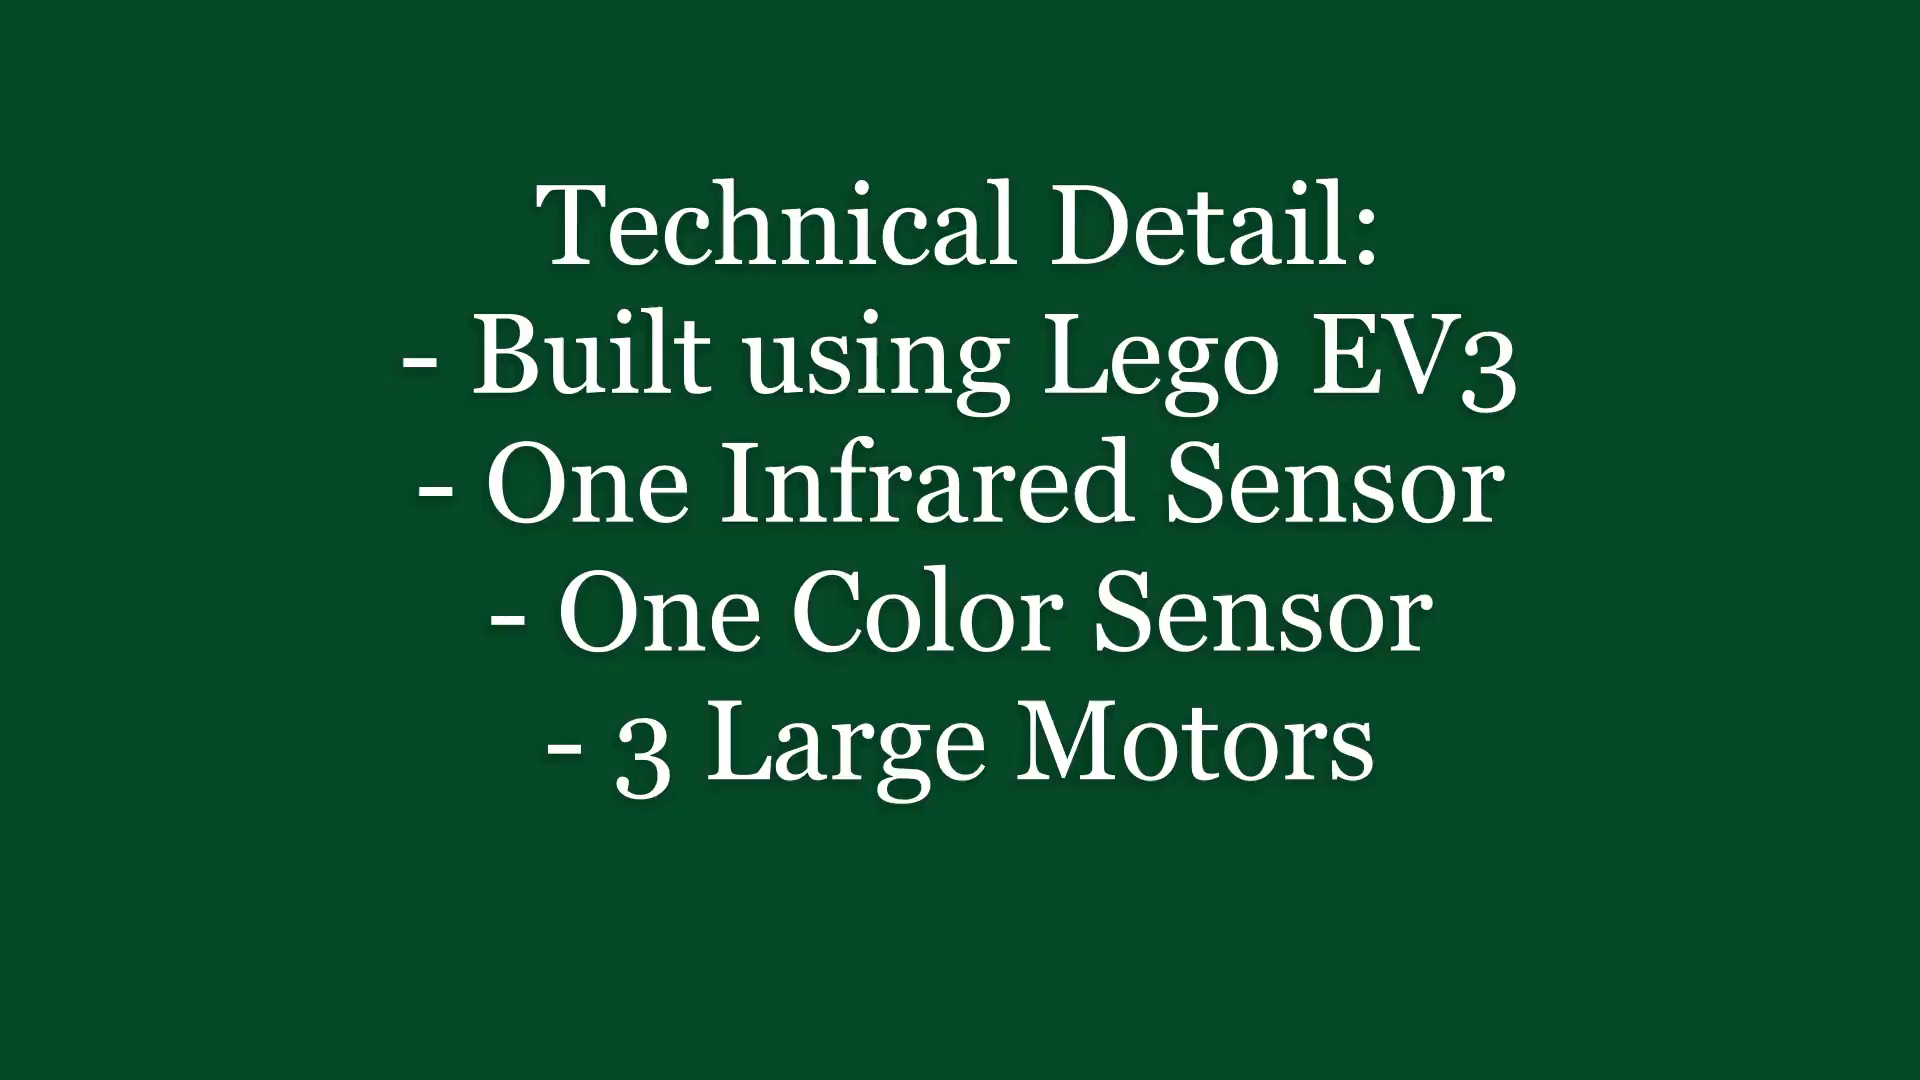 Technical Detail:
- Built using Lego EV3
- One Infrared Sensor
- One Color Sensor
- 3 Large Motors